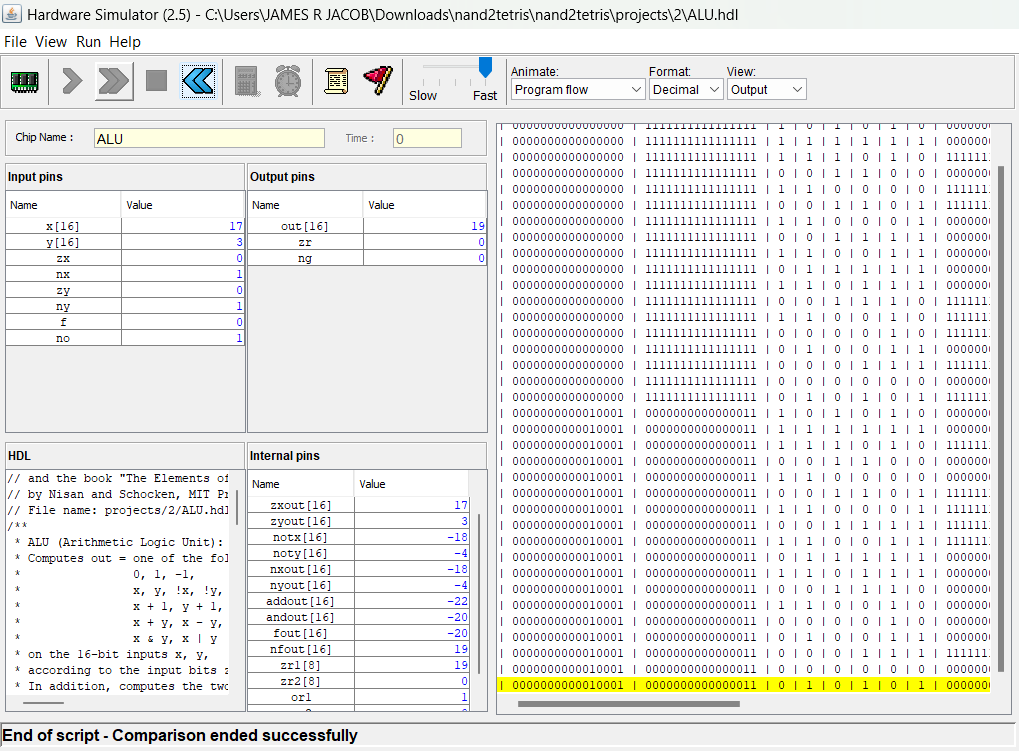 Hardware Simulator (2.5) - C:\Users\JAMES R JACOB\Downloads\nand2tetris\nand2tetris\projects\2\ALU.hdl
File View Run Help
Slow Fast
Animate: Format: View:
Program flow Decimal Output
Chip Name : ALU Time : 0
Input pins
Name Value
x[16] 17
y[16] 3
zx 0
nx 1
zy 0
ny 1
f 0
no 1
Output pins
Name Value
out[16] 19
zr 0
ng 0
HDL
// and the book "The Elements of
// by Nisan and Schocken, MIT Pr
// File name: projects/2/ALU.hdl
/**
* ALU (Arithmetic Logic Unit):
* Computes out = one of the fol
* 0, 1, -1,
* x, y, !x, !y,
* x + 1, y + 1,
* x + y, x - y,
* x & y, x | y
* on the 16-bit inputs x, y,
* according to the input bits z
* In addition, computes the two
Internal pins
Name Value
zxout[16] 17
zyout[16] 3
notx[16] -18
noty[16] -4
nxout[16] -18
nyout[16] -4
addout[16] -22
andout[16] -20
fout[16] -20
nfout[16] 19
zr1[8] 19
zr2[8] 0
or1 1
| 0000000000000000 | 1111111111111111 | 1 | 0 | 1 | 0 | 1 | 0 | 0000000
| 0000000000000000 | 1111111111111111 | 1 | 1 | 1 | 1 | 1 | 1 | 0000000
| 0000000000000000 | 1111111111111111 | 1 | 1 | 1 | 0 | 1 | 0 | 111111
| 0000000000000000 | 1111111111111111 | 0 | 0 | 1 | 1 | 0 | 0 | 0000000
| 0000000000000000 | 1111111111111111 | 1 | 1 | 0 | 0 | 0 | 0 | 111111
| 0000000000000000 | 1111111111111111 | 0 | 0 | 1 | 1 | 0 | 1 | 111111
| 0000000000000000 | 1111111111111111 | 1 | 1 | 0 | 0 | 0 | 1 | 0000000
| 0000000000000000 | 1111111111111111 | 0 | 0 | 1 | 1 | 1 | 1 | 0000000
| 0000000000000000 | 1111111111111111 | 1 | 1 | 0 | 0 | 1 | 1 | 0000000
| 0000000000000000 | 1111111111111111 | 0 | 1 | 1 | 1 | 1 | 1 | 0000000
| 0000000000000000 | 1111111111111111 | 1 | 1 | 0 | 1 | 1 | 1 | 0000000
| 0000000000000000 | 1111111111111111 | 0 | 0 | 1 | 1 | 1 | 0 | 111111
| 0000000000000000 | 1111111111111111 | 1 | 1 | 0 | 0 | 1 | 0 | 111111
| 0000000000000000 | 1111111111111111 | 0 | 0 | 0 | 0 | 1 | 0 | 111111
| 0000000000000000 | 1111111111111111 | 0 | 1 | 0 | 0 | 1 | 1 | 0000000
| 0000000000000000 | 1111111111111111 | 0 | 0 | 0 | 1 | 1 | 1 | 111111
| 0000000000000000 | 1111111111111111 | 0 | 0 | 0 | 0 | 0 | 0 | 0000000
| 0000000000000000 | 1111111111111111 | 0 | 1 | 0 | 1 | 0 | 1 | 111111
| 0000000000010001 | 0000000000000011 | 1 | 0 | 1 | 0 | 1 | 0 | 0000000
| 0000000000010001 | 0000000000000011 | 1 | 1 | 1 | 1 | 1 | 1 | 0000000
| 0000000000010001 | 0000000000000011 | 1 | 1 | 1 | 0 | 1 | 0 | 111111
| 0000000000010001 | 0000000000000011 | 0 | 0 | 1 | 1 | 0 | 0 | 0000000
| 0000000000010001 | 0000000000000011 | 1 | 1 | 0 | 0 | 0 | 0 | 0000000
| 0000000000010001 | 0000000000000011 | 0 | 0 | 1 | 1 | 0 | 1 | 111111
| 0000000000010001 | 0000000000000011 | 1 | 1 | 0 | 0 | 0 | 1 | 111111
| 0000000000010001 | 0000000000000011 | 0 | 0 | 1 | 1 | 1 | 1 | 111111
| 0000000000010001 | 0000000000000011 | 1 | 1 | 0 | 0 | 1 | 1 | 111111
| 0000000000010001 | 0000000000000011 | 0 | 1 | 1 | 1 | 1 | 1 | 0000000
| 0000000000010001 | 0000000000000011 | 1 | 1 | 0 | 1 | 1 | 1 | 0000000
| 0000000000010001 | 0000000000000011 | 0 | 0 | 1 | 1 | 1 | 0 | 0000000
| 0000000000010001 | 0000000000000011 | 1 | 1 | 0 | 0 | 1 | 0 | 0000000
| 0000000000010001 | 0000000000000011 | 0 | 0 | 0 | 0 | 1 | 0 | 0000000
| 0000000000010001 | 0000000000000011 | 0 | 1 | 0 | 0 | 1 | 1 | 0000000
| 0000000000010001 | 0000000000000011 | 0 | 0 | 0 | 1 | 1 | 1 | 111111
| 0000000000010001 | 0000000000000011 | 0 | 0 | 0 | 0 | 0 | 0 | 0000000
| 0000000000010001 | 0000000000000011 | 0 | 1 | 0 | 1 | 0 | 1 | 0000000
End of script - Comparison ended successfully